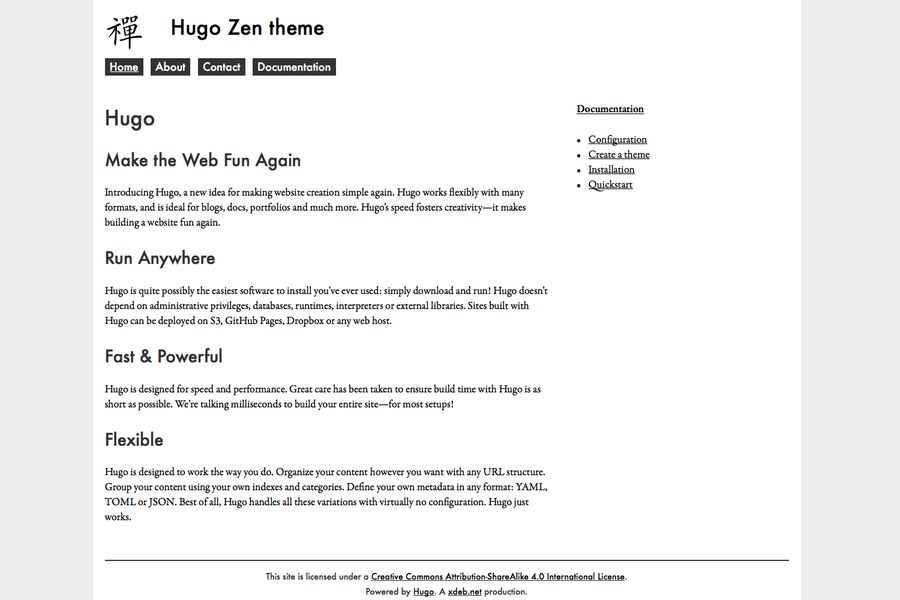 禪 Hugo Zen theme
Home About Contact Documentation
Hugo
Make the Web Fun Again
Introducing Hugo, a new idea for making website creation simple again. Hugo works flexibly with many
formats, and is ideal for blogs, docs, portfolios and much more. Hugo's speed fosters creativity—it makes
building a website fun again.
Run Anywhere
Hugo is quite possibly the easiest software to install you've ever used: simply download and run! Hugo doesn't
depend on administrative privileges, databases, runtimes, interpreters or external libraries. Sites built with
Hugo can be deployed on S3, GitHub Pages, Dropbox or any web host.
Fast & Powerful
Hugo is designed for speed and performance. Great care has been taken to ensure build time with Hugo is as
short as possible. We're talking milliseconds to build your entire site—for most setups!
Flexible
Hugo is designed to work the way you do. Organize your content however you want with any URL structure.
Group your content using your own indexes and categories. Define your own metadata in any format: YAML,
TOML or JSON. Best of all, Hugo handles all these variations with virtually no configuration. Hugo just
works.
Documentation
• Configuration
• Create a theme
• Installation
• Quickstart
This site is licensed under a Creative Commons Attribution-ShareAlike 4.0 International License.
Powered by Hugo. A xdeb.net production.